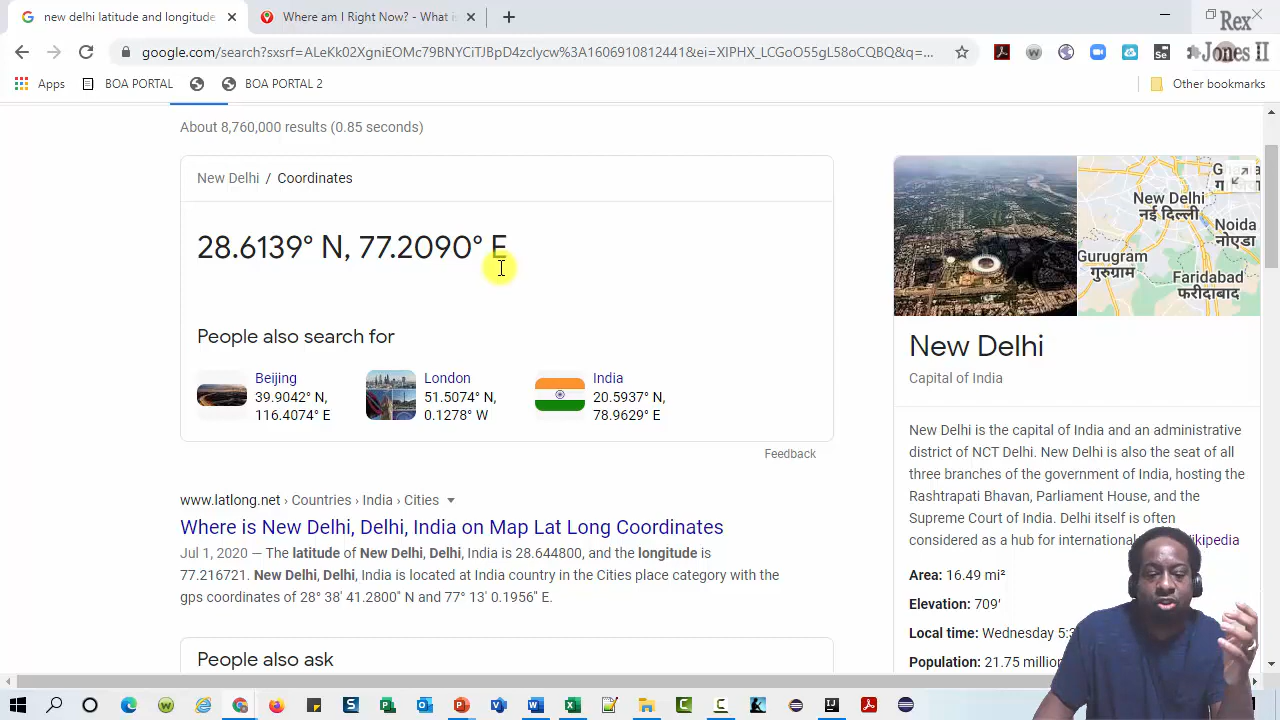 new delhi latitude and longitude
Where am I Right Now? - What is
Rex
Jones II
google.com/search?sxsrf=ALeKk02XgniEOMc79BNYCiTJBpD4zlycw5w3A1606910812441&ei=XIPHX_LCGoO55gL58oCQBQ&q=...
Apps
BOA PORTAL
BOA PORTAL 2
Other bookmarks
About 8,760,000 results (0.85 seconds)
New Delhi / Coordinates
28.6139° N, 77.2090° E
People also search for
Beijing
39.9042° N,
116.4074° E
London
51.5074° N,
0.1278° W
India
20.5937° N,
78.9629° E
Feedback
www.latlong.net › Countries › India › Cities
Where is New Delhi, Delhi, India on Map Lat Long Coordinates
Jul 1, 2020 — The latitude of New Delhi, Delhi, India is 28.644800, and the longitude is
77.216721. New Delhi, Delhi, India is located at India country in the Cities place category with the
gps coordinates of 28° 38' 41.2800" N and 77° 13' 0.1956" E.
People also ask
New Delhi
नई दिल्ली
Noida
नोएडा
Gurugram
गुरुग्राम
Faridabad
फरीदाबाद
New Delhi
Capital of India
New Delhi is the capital of India and an administrative
district of NCT Delhi. New Delhi is also the seat of all
three branches of the government of India, hosting the
Rashtrapati Bhavan, Parliament House, and the
Supreme Court of India. Delhi itself is often
considered as a hub for international
Area: 16.49 mi²
Elevation: 709'
Local time: Wednesday 5:3
Population: 21.75 million